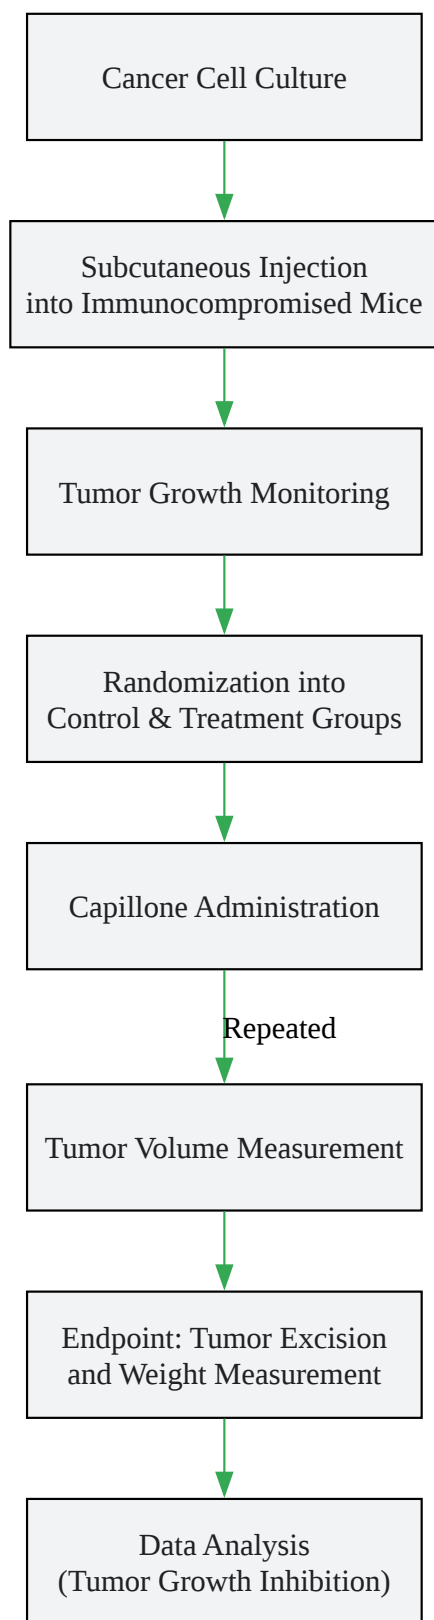 Cancer Cell Culture
Subcutaneous Injection
into Immunocompromised Mice
Tumor Growth Monitoring
Randomization into
Control & Treatment Groups
Capillone Administration
Repeated
Tumor Volume Measurement
Endpoint: Tumor Excision
and Weight Measurement
Data Analysis
(Tumor Growth Inhibition)